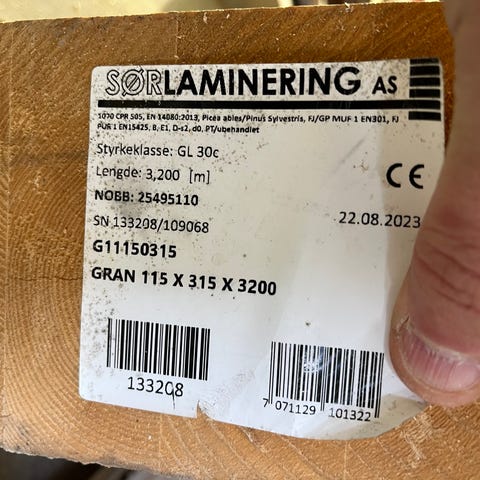 SØRLAMINERING AS
1070 CPR 505, EN 14080:2013, Picea abies/Pinus Sylvestris, FJ/GP MUF 1 EN301, FJ
PUR 1 EN15425, B, E1, D-s2, d0, PT/ubehandlet
Styrkeklasse: GL 30c
Lengde: 3,200 [m]
CE
NOBB: 25495110
SN 133208/109068
22.08.2023
G11150315
GRAN 115 X 315 X 3200
133208
7 071129 101322